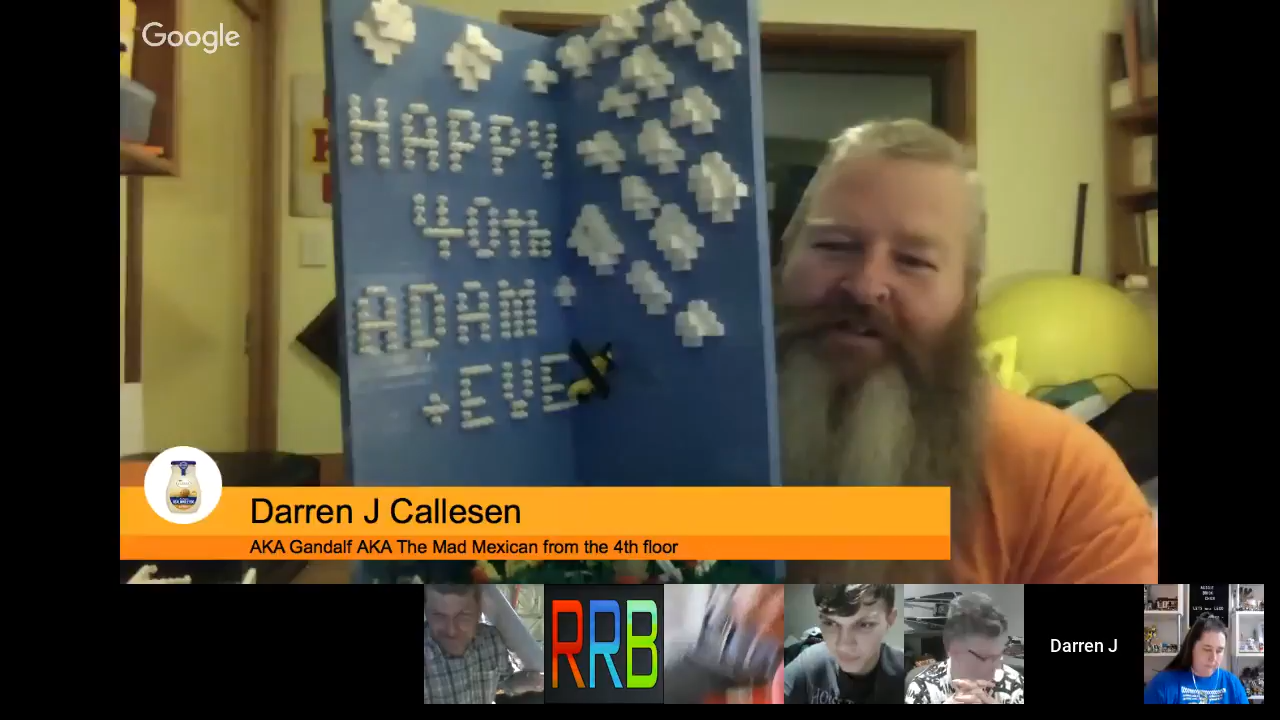 Google
HAPPY
40TH
ADAM
+EVE
Darren J Callesen
AKA Gandalf AKA The Mad Mexican from the 4th floor
RRB
Darren J